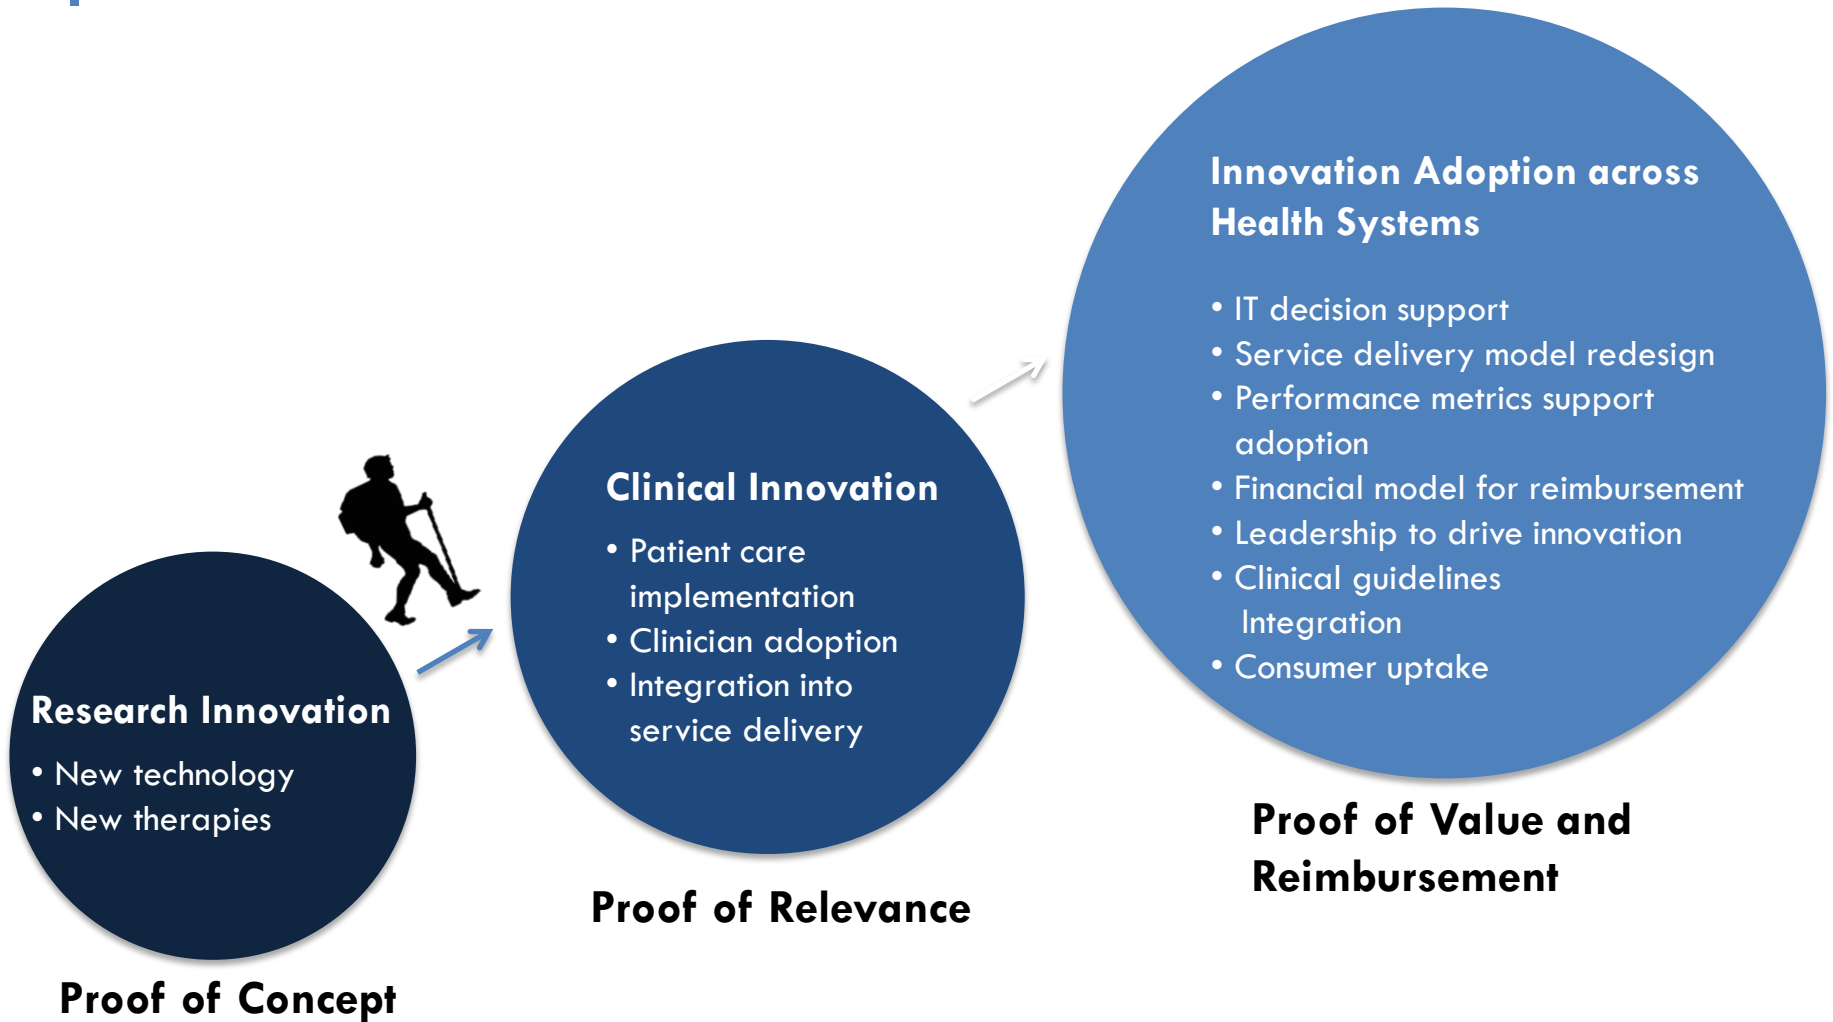 Research Innovation
• New technology
• New therapies
Proof of Concept
Clinical Innovation
• Patient care
implementation
• Clinician adoption
• Integration into
service delivery
Proof of Relevance
Innovation Adoption across
Health Systems
• IT decision support
• Service delivery model redesign
• Performance metrics support
adoption
• Financial model for reimbursement
• Leadership to drive innovation
• Clinical guidelines
Integration
• Consumer uptake
Proof of Value and
Reimbursement